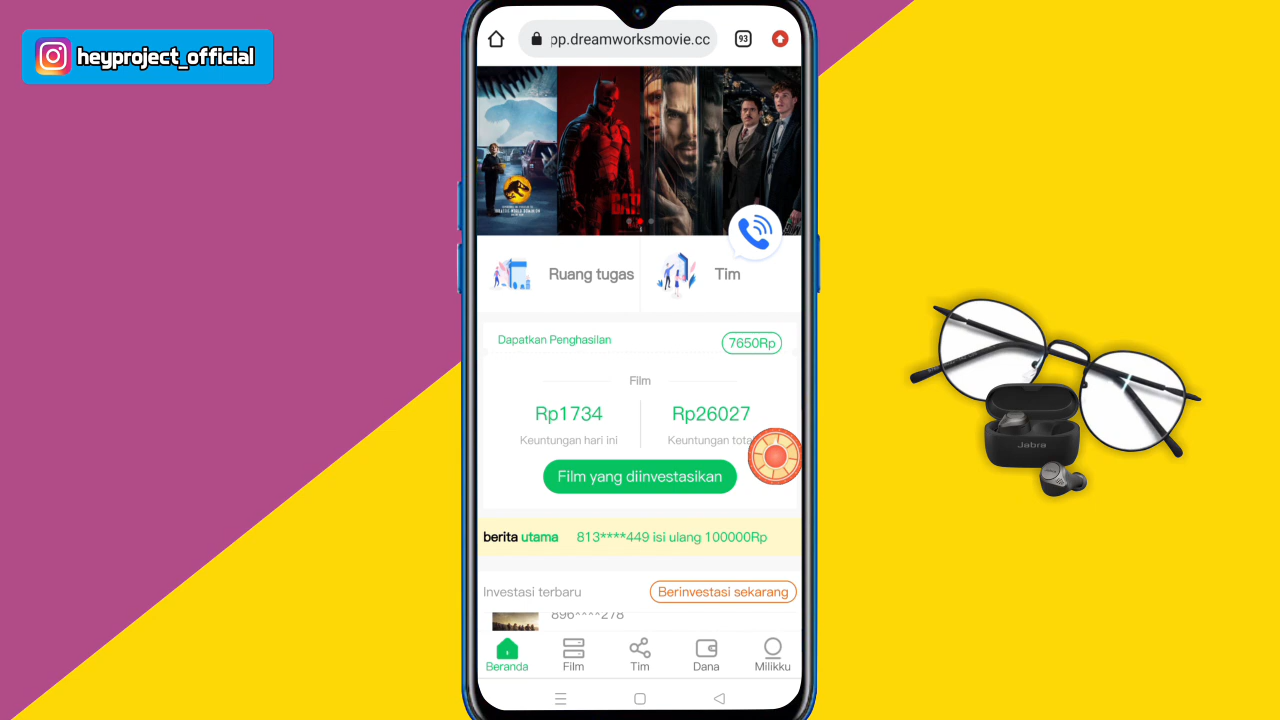 heyproject_official
pp.dreamworksmovie.cc
93
Ruang tugas
Tim
Dapatkan Penghasilan
7650Rp
Film
Rp1734
Rp26027
Keuntungan hari ini
Keuntungan tota
Film yang diinvestasikan
berita utama
813****449 isi ulang 100000Rp
Investasi terbaru
Berinvestasi sekarang
896****278
Beranda
Film
Tim
Dana
Milikku
Jabra